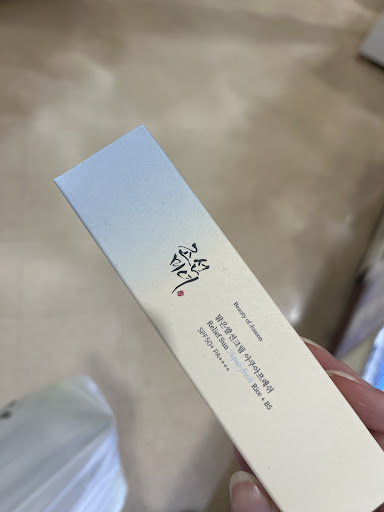 조선미녀
Beauty of Joseon
맑은쌀선크림 아쿠아프레쉬
Relief Sun Aqua-fresh Rice + B5
SPF50+ PA++++